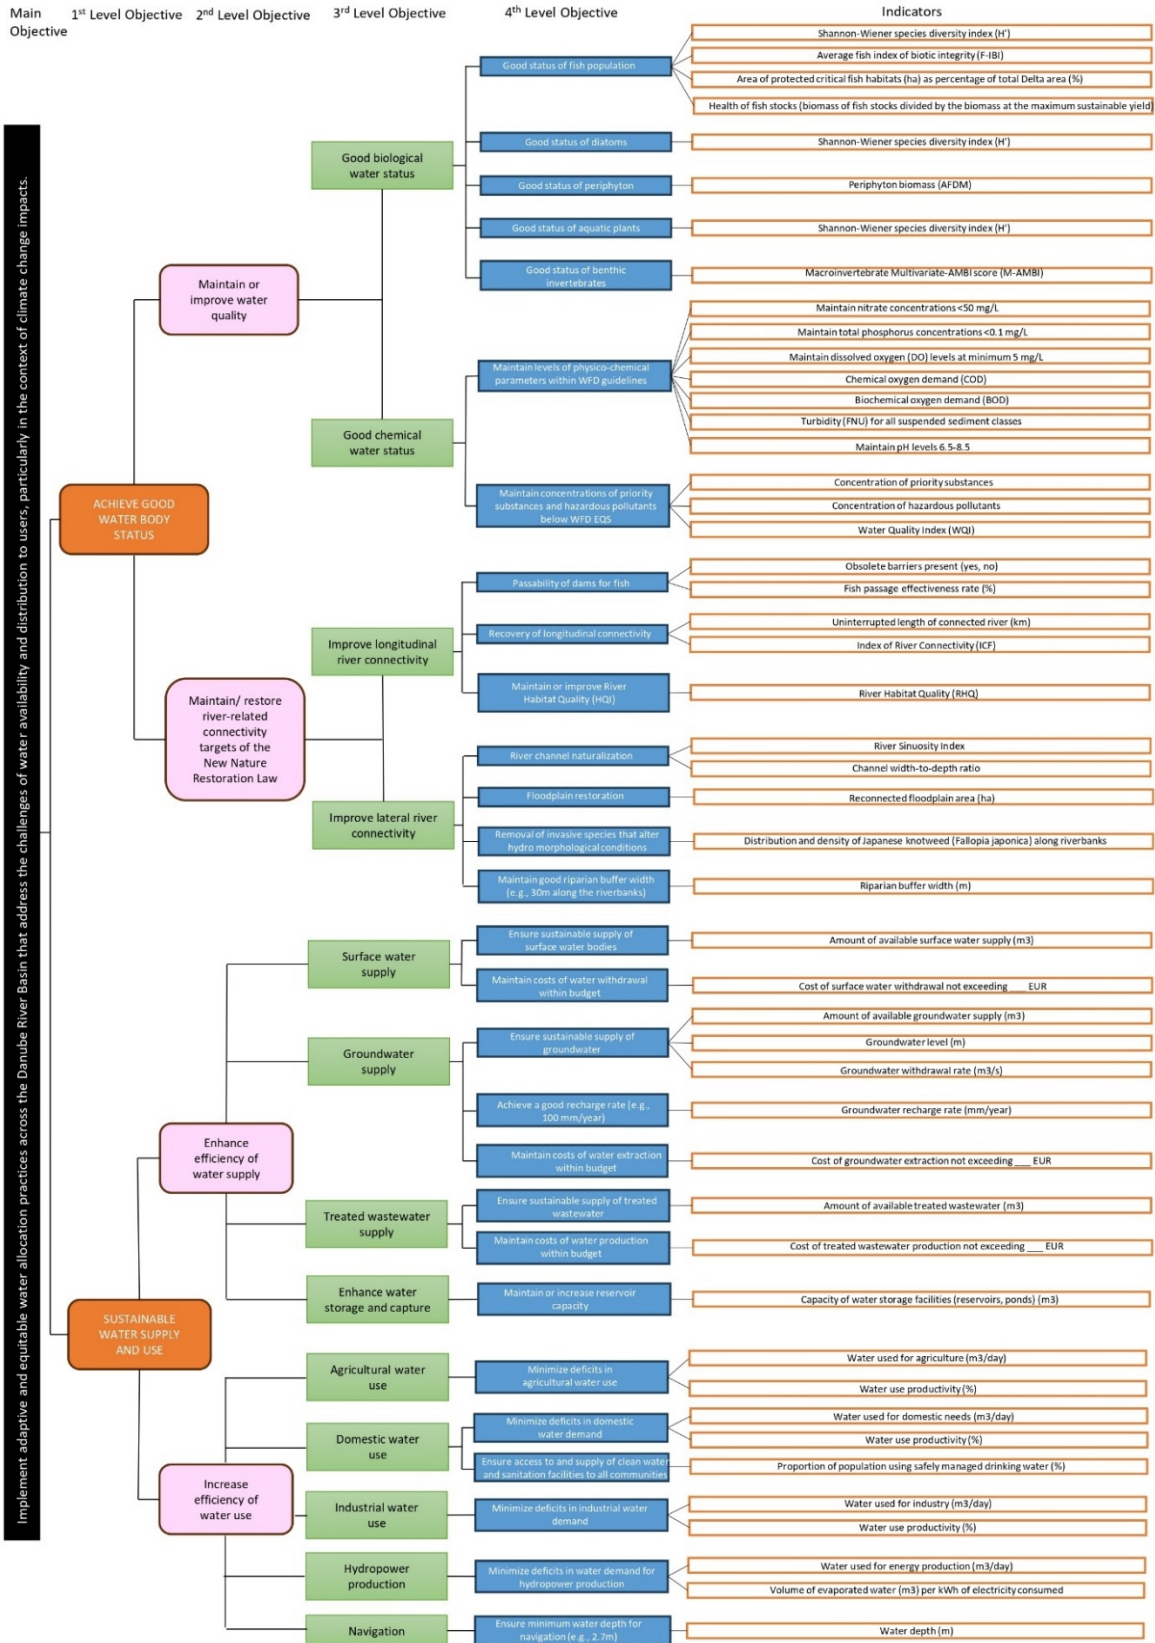 Main
Objective
1st Level Objective
2nd Level Objective
3rd Level Objective
4th Level Objective
Indicators
Implement adaptive and equitable water allocation practices across the Danube River Basin that address the challenges of water availability and distribution to users, particularly in the context of climate change impacts.
ACHIEVE GOOD
WATER BODY
STATUS
Maintain or
improve water
quality
Good biological
water status
Good status of fish population
Shannon-Wiener species diversity index (H')
Average fish index of biotic integrity (F-IBI)
Area of protected critical fish habitats (ha) as percentage of total Delta area (%)
Health of fish stocks (biomass of fish stocks divided by the biomass at the maximum sustainable yield)
Good status of diatoms
Shannon-Wiener species diversity index (H')
Good status of periphyton
Periphyton biomass (AFDM)
Good status of aquatic plants
Shannon-Wiener species diversity index (H')
Good status of benthic
invertebrates
Macroinvertebrate Multivariate-AMBI score (M-AMBI)
Good chemical
water status
Maintain levels of physico-chemical
parameters within WFD guidelines
Maintain nitrate concentrations <50 mg/L
Maintain total phosphorus concentrations <0.1 mg/L
Maintain dissolved oxygen (DO) levels at minimum 5 mg/L
Chemical oxygen demand (COD)
Biochemical oxygen demand (BOD)
Turbidity (FNU) for all suspended sediment classes
Maintain pH levels 6.5-8.5
Maintain concentrations of priority
substances and hazardous pollutants
below WFD EQS
Concentration of priority substances
Concentration of hazardous pollutants
Water Quality Index (WQI)
Maintain/ restore
river-related
connectivity
targets of the
New Nature
Restoration Law
Improve longitudinal
river connectivity
Passability of dams for fish
Obsolete barriers present (yes, no)
Fish passage effectiveness rate (%)
Recovery of longitudinal connectivity
Uninterrupted length of connected river (km)
Index of River Connectivity (ICF)
Maintain or improve River
Habitat Quality (HQI)
River Habitat Quality (RHQ)
Improve lateral river
connectivity
River channel naturalization
River Sinuosity Index
Channel width-to-depth ratio
Floodplain restoration
Reconnected floodplain area (ha)
Removal of invasive species that alter
hydro morphological conditions
Distribution and density of Japanese knotweed (Fallopia japonica) along riverbanks
Maintain good riparian buffer width
(e.g., 30m along the riverbanks)
Riparian buffer width (m)
SUSTAINABLE
WATER SUPPLY
AND USE
Enhance
efficiency of
water supply
Surface water
supply
Ensure sustainable supply of
surface water bodies
Amount of available surface water supply (m3)
Maintain costs of water withdrawal
within budget
Cost of surface water withdrawal not exceeding ___ EUR
Groundwater
supply
Ensure sustainable supply of
groundwater
Amount of available groundwater supply (m3)
Groundwater level (m)
Groundwater withdrawal rate (m3/s)
Achieve a good recharge rate (e.g.,
100 mm/year)
Groundwater recharge rate (mm/year)
Maintain costs of water extraction
within budget
Cost of groundwater extraction not exceeding ___ EUR
Treated wastewater
supply
Ensure sustainable supply of treated
wastewater
Amount of available treated wastewater (m3)
Maintain costs of water production
within budget
Cost of treated wastewater production not exceeding ___ EUR
Enhance water
storage and capture
Maintain or increase reservoir
capacity
Capacity of water storage facilities (reservoirs, ponds) (m3)
Increase
efficiency of
water use
Agricultural water
use
Minimize deficits in
agricultural water use
Water used for agriculture (m3/day)
Water use productivity (%)
Domestic water
use
Minimize deficits in domestic
water demand
Water used for domestic needs (m3/day)
Water use productivity (%)
Ensure access to and supply of clean water
and sanitation facilities to all communities
Proportion of population using safely managed drinking water (%)
Industrial water
use
Minimize deficits in industrial water
demand
Water used for industry (m3/day)
Water use productivity (%)
Hydropower
production
Minimize deficits in water demand for
hydropower production
Water used for energy production (m3/day)
Volume of evaporated water (m3) per kWh of electricity consumed
Navigation
Ensure minimum water depth for
navigation (e.g., 2.7m)
Water depth (m)